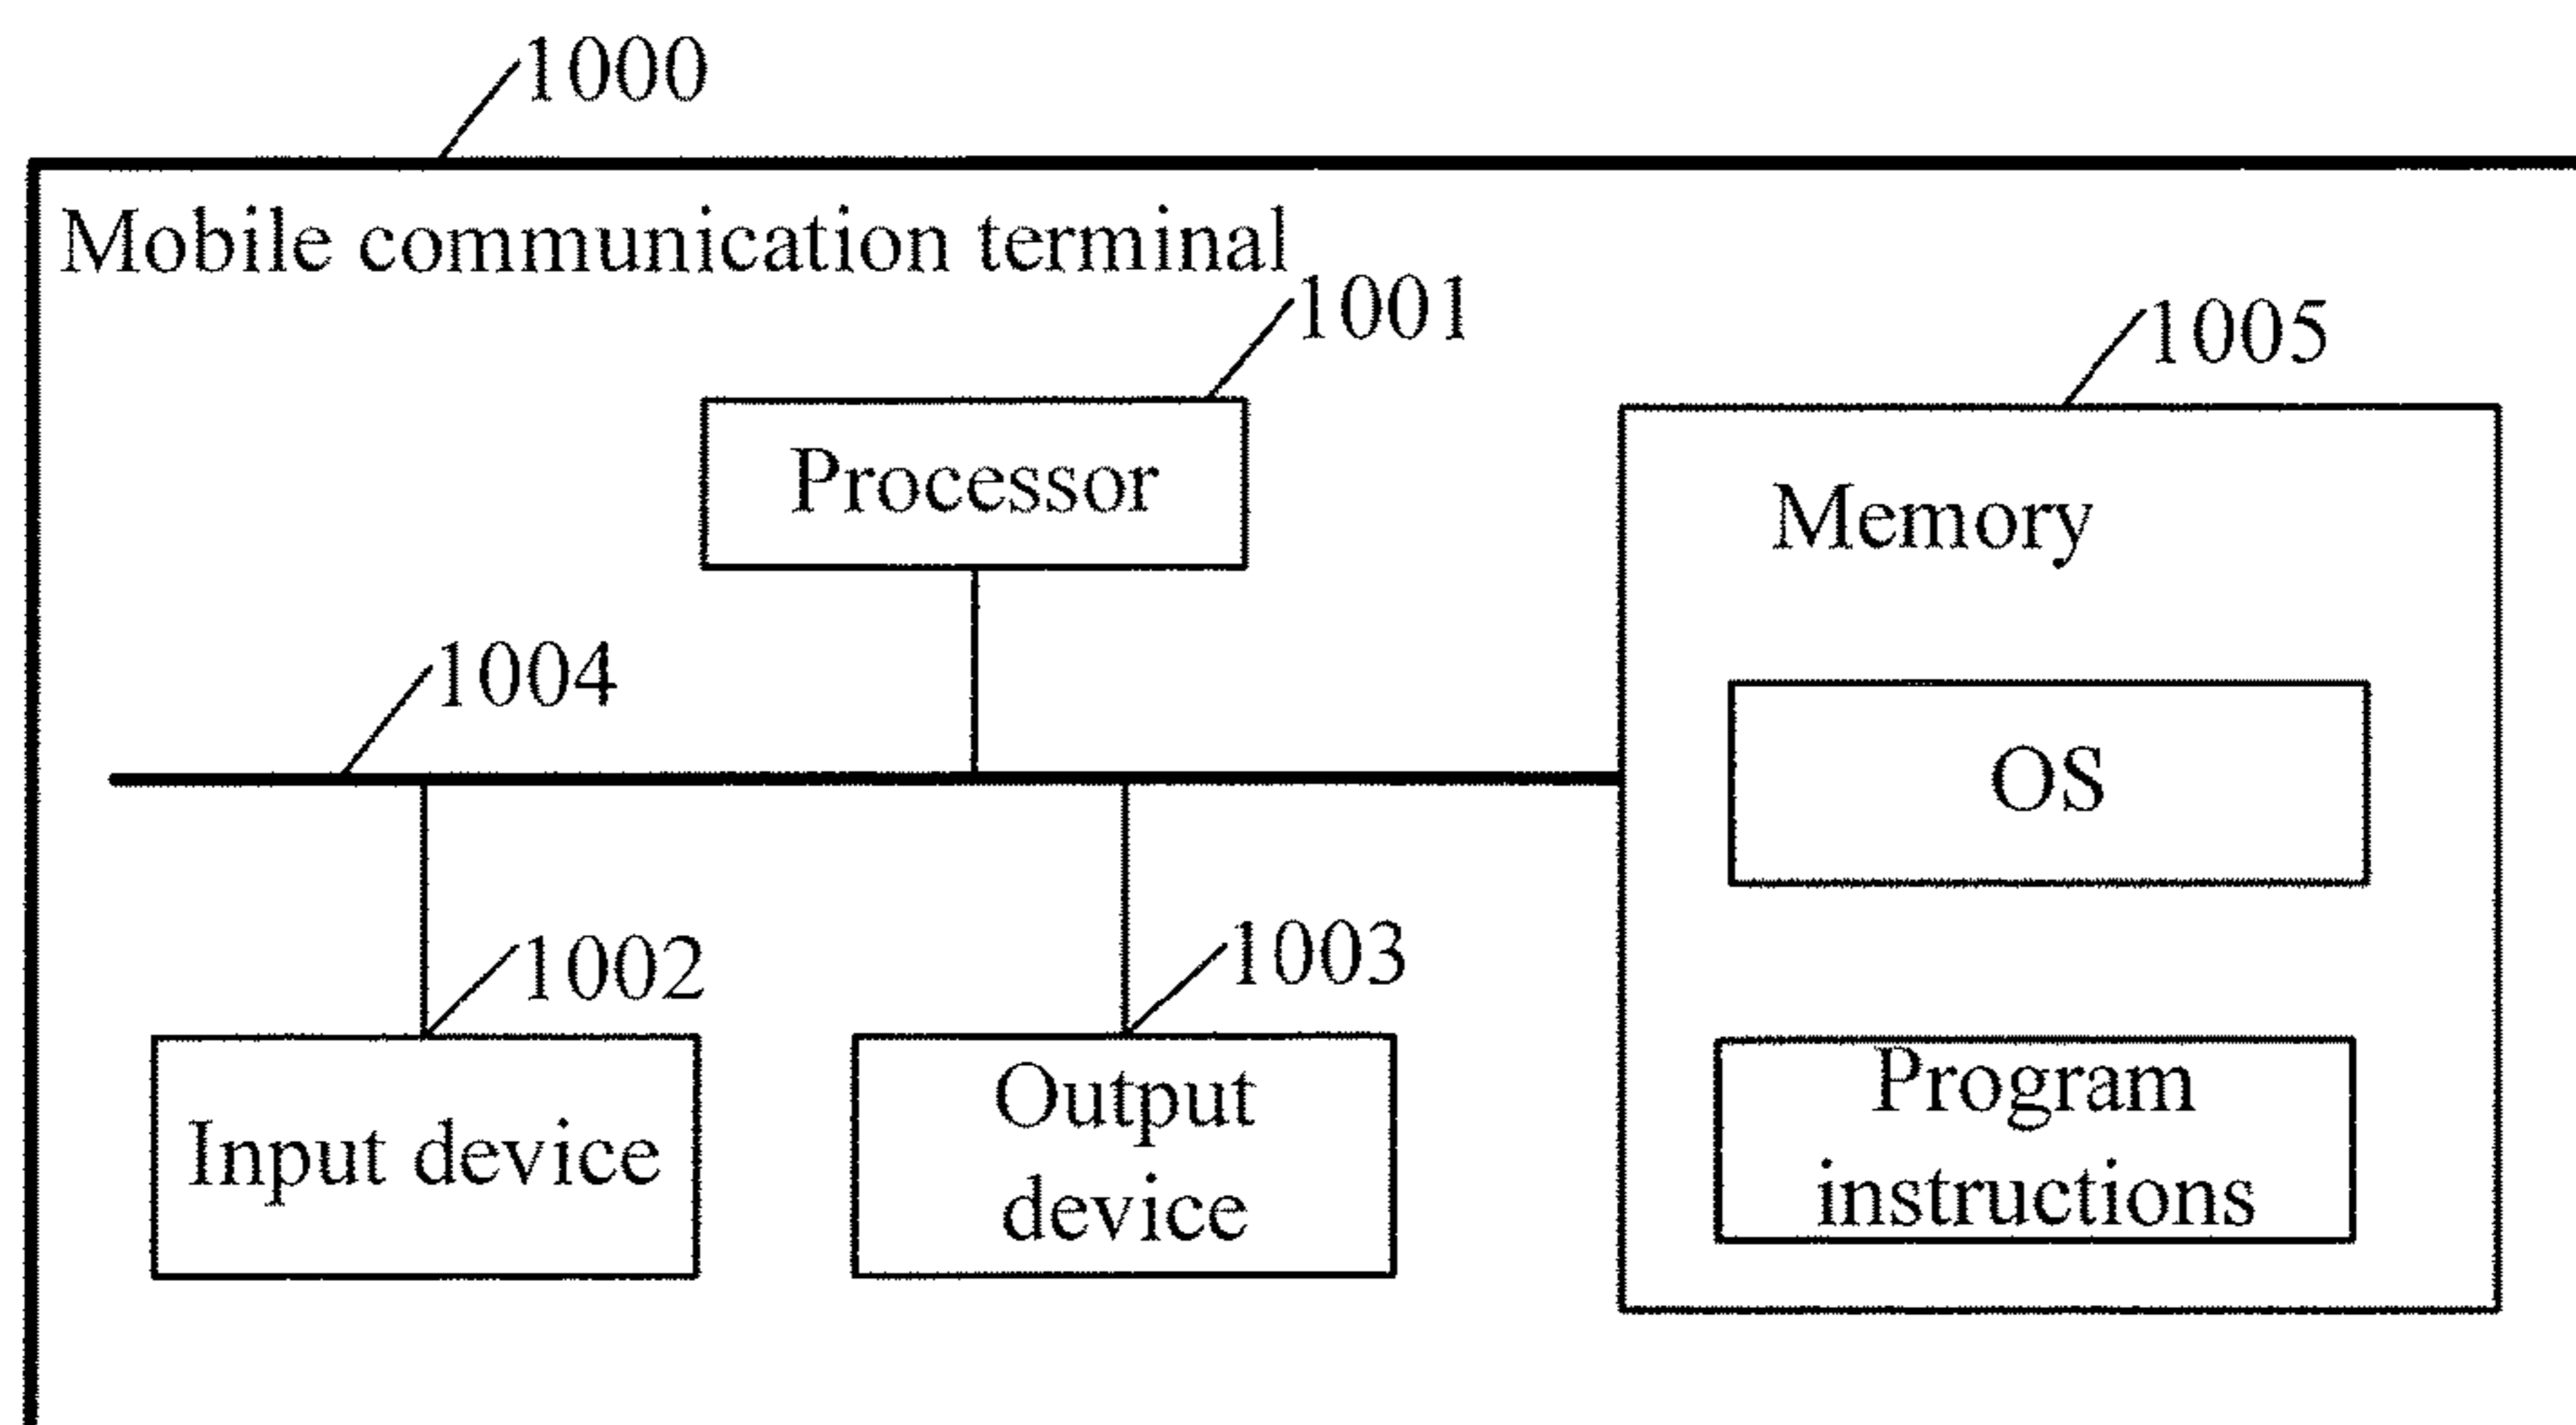 1000
Mobile communication terminal
1001
1005
Processor
Memory
1004
OS
1002
1003
Input device
Output
device
Program
instructions